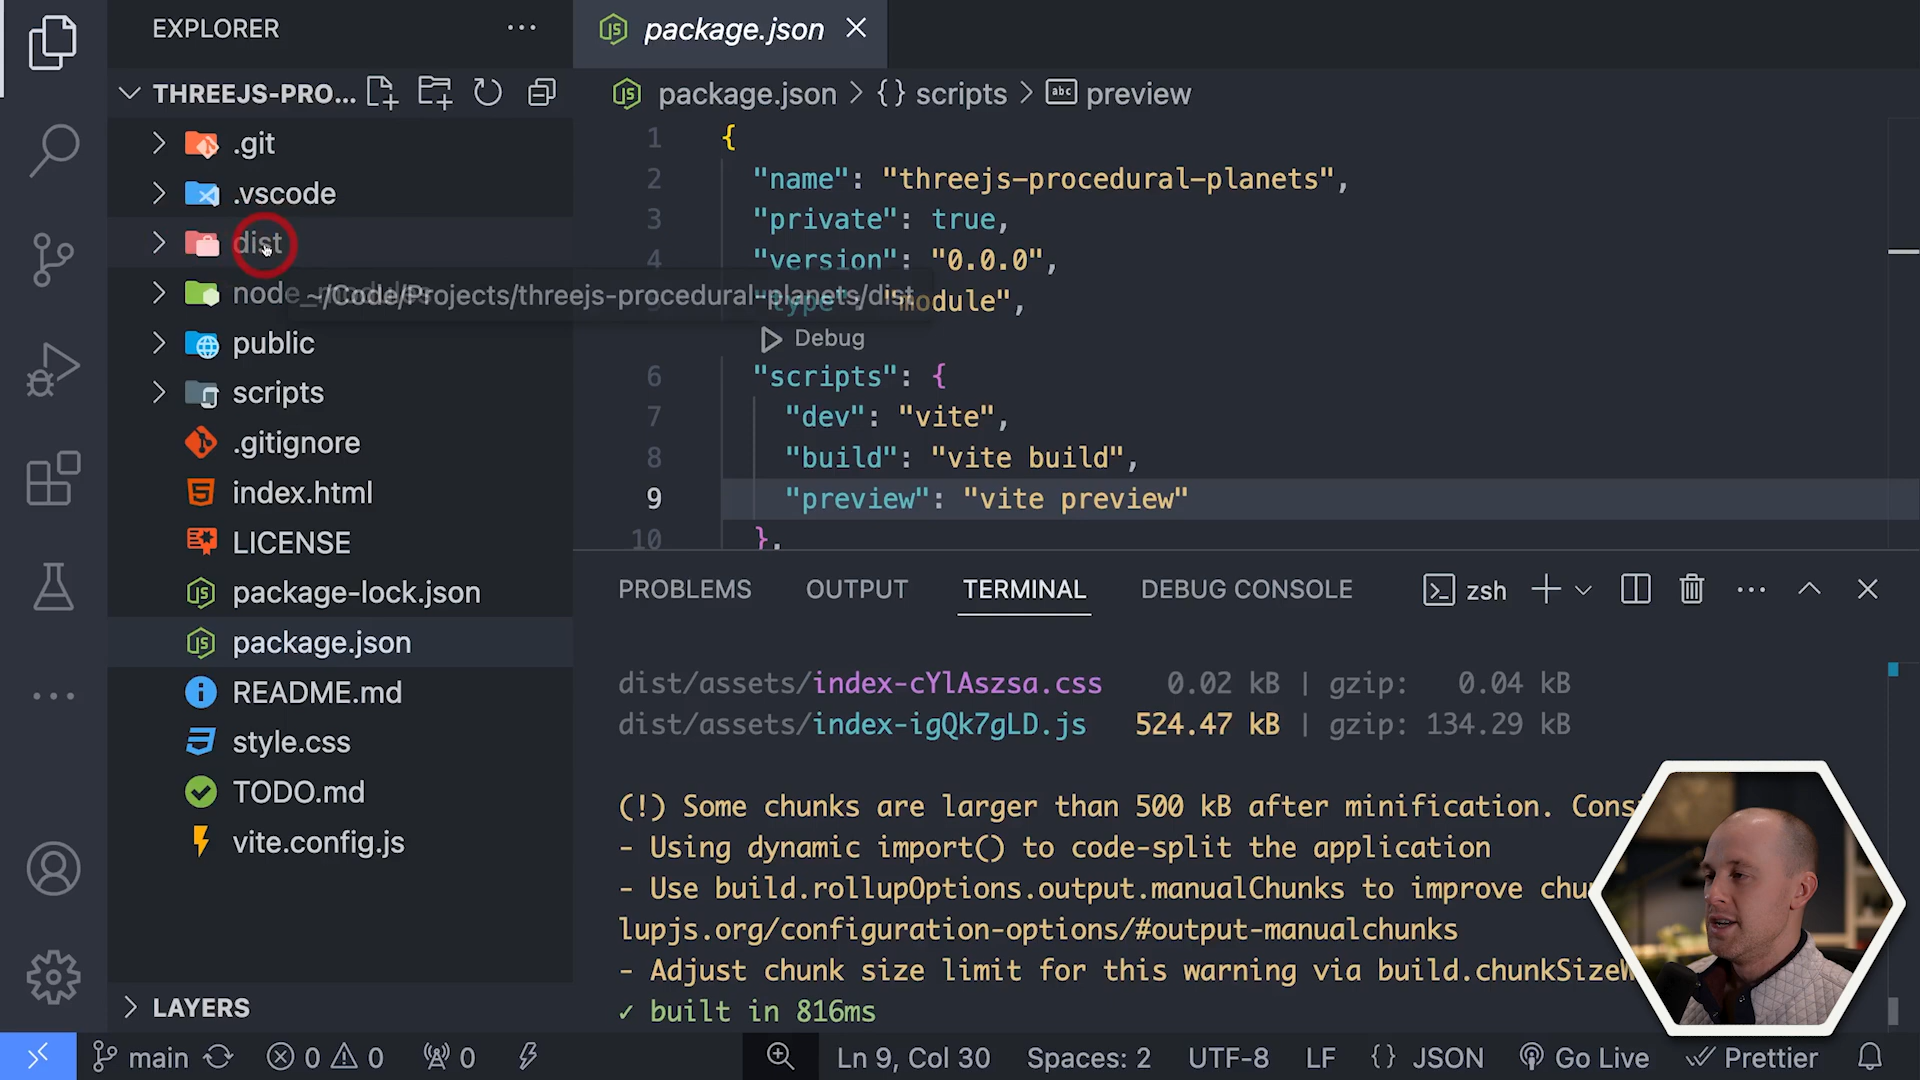 EXPLORER
THREEJS-PRO...
.git
.vscode
dist
node_modules
~/Code/Projects/threejs-procedural-planets/dist
public
scripts
.gitignore
index.html
LICENSE
package-lock.json
package.json
README.md
style.css
TODO.md
vite.config.js
LAYERS
package.json
package.json > {} scripts > abc preview
1 {
2 "name": "threejs-procedural-planets",
3 "private": true,
4 "version": "0.0.0",
"type": "module",
Debug
6 "scripts": {
7 "dev": "vite",
8 "build": "vite build",
9 "preview": "vite preview"
10 },
PROBLEMS OUTPUT TERMINAL DEBUG CONSOLE zsh
dist/assets/index-cYlAszsa.css 0.02 kB | gzip: 0.04 kB
dist/assets/index-igQk7gLD.js 524.47 kB | gzip: 134.29 kB
(!) Some chunks are larger than 500 kB after minification. Cons
- Using dynamic import() to code-split the application
- Use build.rollupOptions.output.manualChunks to improve chu
lupjs.org/configuration-options/#output-manualchunks
- Adjust chunk size limit for this warning via build.chunkSizeW
✓ built in 816ms
main 0 0 0 Ln 9, Col 30 Spaces: 2 UTF-8 LF {} JSON Go Live Prettier